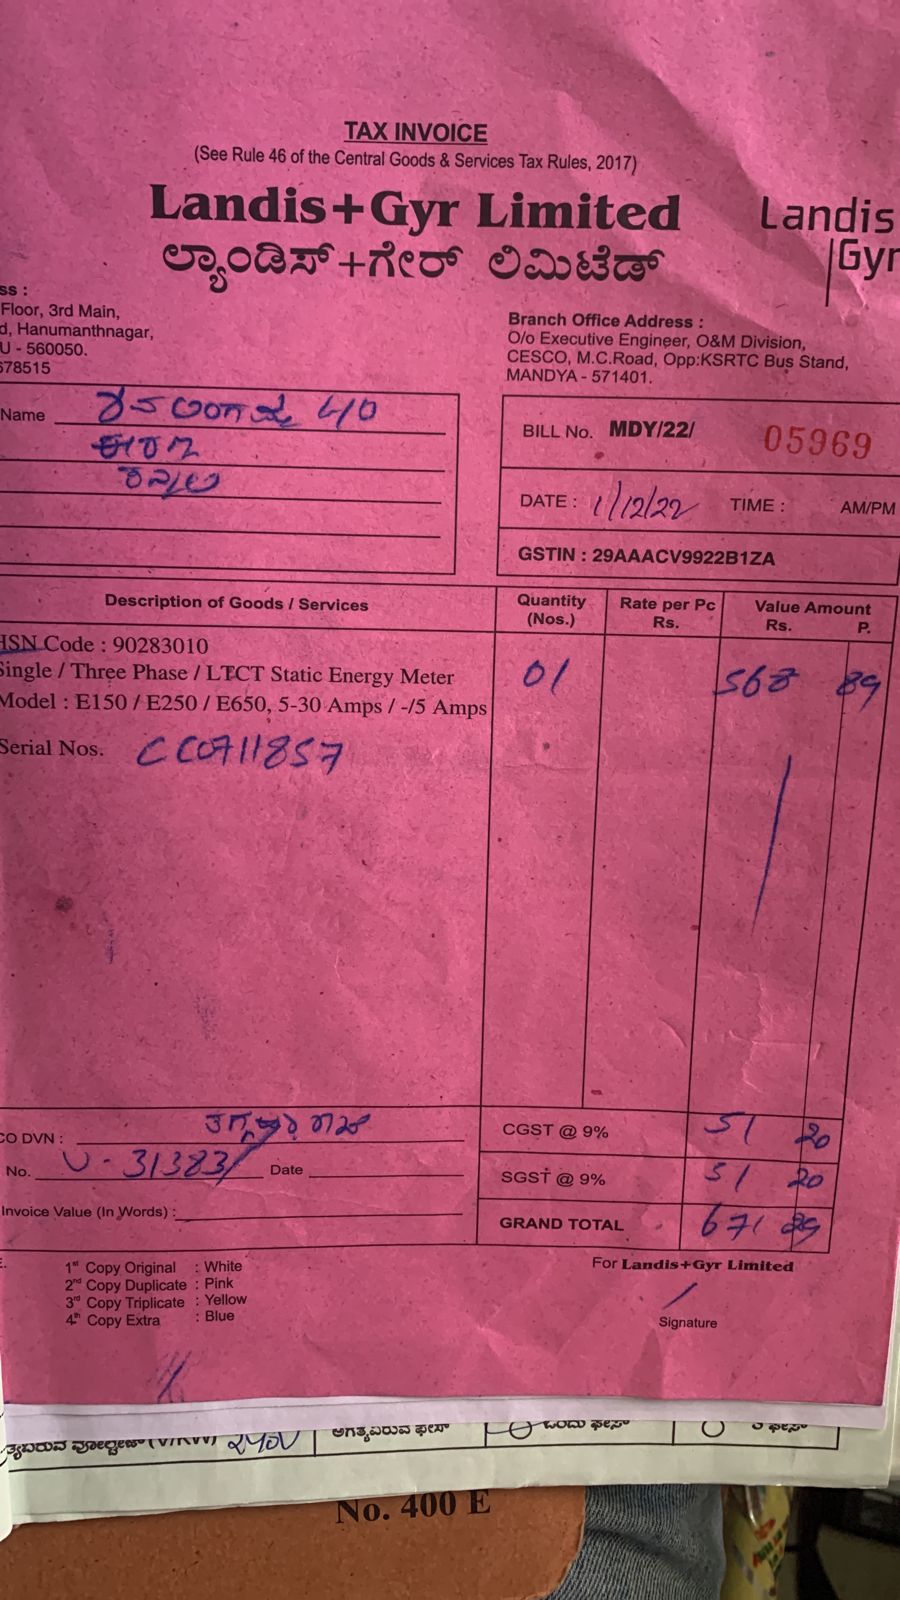 TAX INVOICE
(See Rule 46 of the Central Goods & Services Tax Rules, 2017)
Landis+Gyr Limited
Landis
Gyr
ಲ್ಯಾಂಡಿಸ್+ಗೇರ್ ಲಿಮಿಟೆಡ್
ss :
Floor, 3rd Main,
d, Hanumanthnagar,
U - 560050.
678515
Branch Office Address :
O/o Executive Engineer, O&M Division,
CESCO, M.C.Road, Opp:KSRTC Bus Stand,
MANDYA - 571401.
Name
BILL No. MDY/22/ 05969
DATE : 1/12/22 TIME : AM/PM
GSTIN : 29AAACV9922B1ZA
Description of Goods / Services Quantity (Nos.) Rate per Pc Rs. Value Amount Rs. P.
HSN Code : 90283010
Single / Three Phase / LTCT Static Energy Meter 01 568 89
Model : E150 / E250 / E650, 5-30 Amps / -/5 Amps
Serial Nos. CC0711857
CO DVN :
No. U - 31383/ Date
Invoice Value (In Words) :
CGST @ 9% 51 20
SGST @ 9% 51 20
GRAND TOTAL 671 29
1st Copy Original : White
2nd Copy Duplicate : Pink
3rd Copy Triplicate : Yellow
4th Copy Extra : Blue
For Landis+Gyr Limited
Signature
ಅಗತ್ಯವಿರುವ ಫೇಸ್ ಒಂದು ಫೇಸ್ 3 ಫೇಸ್
No. 400 E